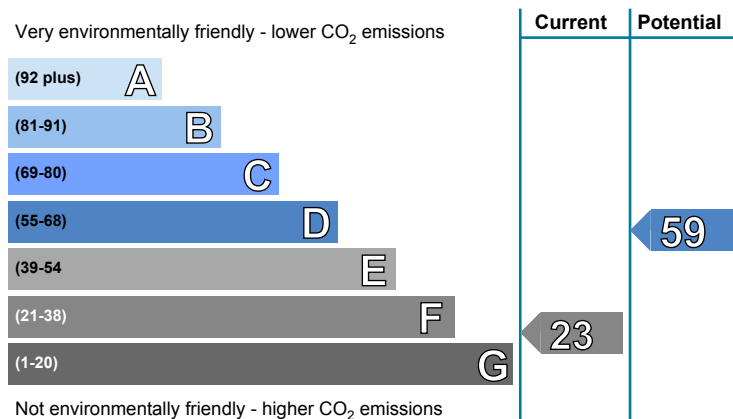 Very environmentally friendly - lower CO₂ emissions
Current
Potential
(92 plus) A
(81-91) B
(69-80) C
(55-68) D
59
(39-54 E
(21-38) F
23
(1-20) G
Not environmentally friendly - higher CO₂ emissions